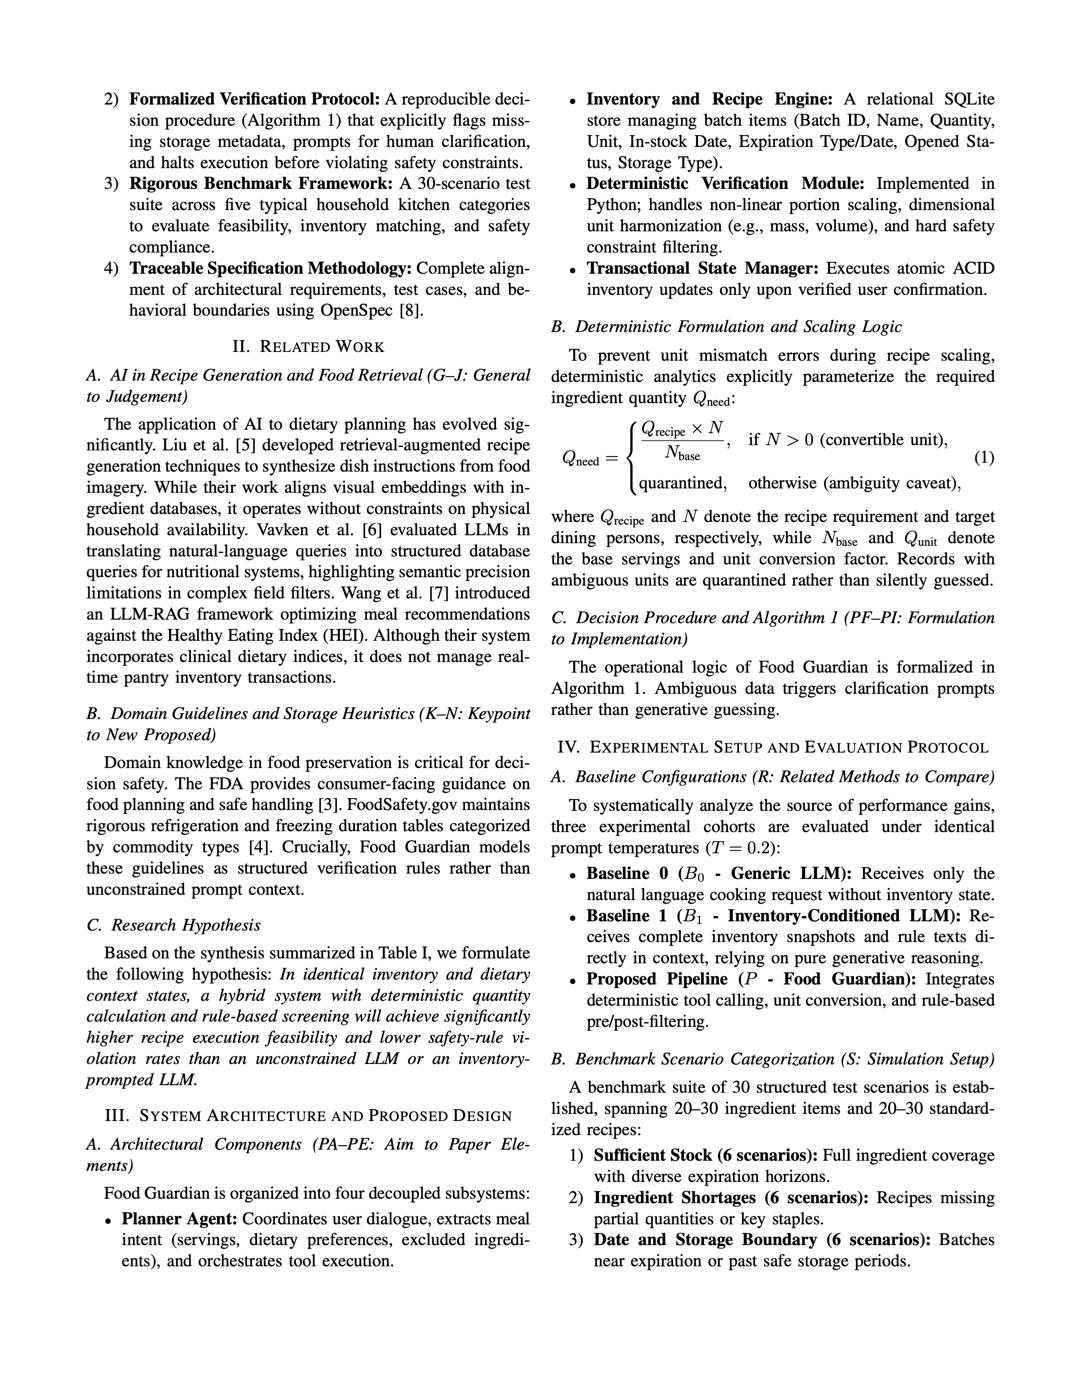 2) Formalized Verification Protocol: A reproducible deci-
sion procedure (Algorithm 1) that explicitly flags miss-
ing storage metadata, prompts for human clarification,
and halts execution before violating safety constraints.
3) Rigorous Benchmark Framework: A 30-scenario test
suite across five typical household kitchen categories
to evaluate feasibility, inventory matching, and safety
compliance.
4) Traceable Specification Methodology: Complete align-
ment of architectural requirements, test cases, and be-
havioral boundaries using OpenSpec [8].
II. RELATED WORK
A. AI in Recipe Generation and Food Retrieval (G–J: General
to Judgement)
The application of AI to dietary planning has evolved sig-
nificantly. Liu et al. [5] developed retrieval-augmented recipe
generation techniques to synthesize dish instructions from food
imagery. While their work aligns visual embeddings with in-
gredient databases, it operates without constraints on physical
household availability. Vavken et al. [6] evaluated LLMs in
translating natural-language queries into structured database
queries for nutritional systems, highlighting semantic precision
limitations in complex field filters. Wang et al. [7] introduced
an LLM-RAG framework optimizing meal recommendations
against the Healthy Eating Index (HEI). Although their system
incorporates clinical dietary indices, it does not manage real-
time pantry inventory transactions.
B. Domain Guidelines and Storage Heuristics (K–N: Keypoint
to New Proposed)
Domain knowledge in food preservation is critical for deci-
sion safety. The FDA provides consumer-facing guidance on
food planning and safe handling [3]. FoodSafety.gov maintains
rigorous refrigeration and freezing duration tables categorized
by commodity types [4]. Crucially, Food Guardian models
these guidelines as structured verification rules rather than
unconstrained prompt context.
C. Research Hypothesis
Based on the synthesis summarized in Table I, we formulate
the following hypothesis: In identical inventory and dietary
context states, a hybrid system with deterministic quantity
calculation and rule-based screening will achieve significantly
higher recipe execution feasibility and lower safety-rule vi-
olation rates than an unconstrained LLM or an inventory-
prompted LLM.
III. SYSTEM ARCHITECTURE AND PROPOSED DESIGN
A. Architectural Components (PA–PE: Aim to Paper Ele-
ments)
Food Guardian is organized into four decoupled subsystems:
• Planner Agent: Coordinates user dialogue, extracts meal
intent (servings, dietary preferences, excluded ingredi-
ents), and orchestrates tool execution.
• Inventory and Recipe Engine: A relational SQLite
store managing batch items (Batch ID, Name, Quantity,
Unit, In-stock Date, Expiration Type/Date, Opened Sta-
tus, Storage Type).
• Deterministic Verification Module: Implemented in
Python; handles non-linear portion scaling, dimensional
unit harmonization (e.g., mass, volume), and hard safety
constraint filtering.
• Transactional State Manager: Executes atomic ACID
inventory updates only upon verified user confirmation.
B. Deterministic Formulation and Scaling Logic
To prevent unit mismatch errors during recipe scaling,
deterministic analytics explicitly parameterize the required
ingredient quantity Qneed:
Qneed = { Qrecipe × N / Nbase, if N > 0 (convertible unit),
quarantined, otherwise (ambiguity caveat), (1)
where Qrecipe and N denote the recipe requirement and target
dining persons, respectively, while Nbase and Qunit denote
the base servings and unit conversion factor. Records with
ambiguous units are quarantined rather than silently guessed.
C. Decision Procedure and Algorithm 1 (PF–PI: Formulation
to Implementation)
The operational logic of Food Guardian is formalized in
Algorithm 1. Ambiguous data triggers clarification prompts
rather than generative guessing.
IV. EXPERIMENTAL SETUP AND EVALUATION PROTOCOL
A. Baseline Configurations (R: Related Methods to Compare)
To systematically analyze the source of performance gains,
three experimental cohorts are evaluated under identical
prompt temperatures (T = 0.2):
• Baseline 0 (B0 - Generic LLM): Receives only the
natural language cooking request without inventory state.
• Baseline 1 (B1 - Inventory-Conditioned LLM): Re-
ceives complete inventory snapshots and rule texts di-
rectly in context, relying on pure generative reasoning.
• Proposed Pipeline (P - Food Guardian): Integrates
deterministic tool calling, unit conversion, and rule-based
pre/post-filtering.
B. Benchmark Scenario Categorization (S: Simulation Setup)
A benchmark suite of 30 structured test scenarios is estab-
lished, spanning 20–30 ingredient items and 20–30 standard-
ized recipes:
1) Sufficient Stock (6 scenarios): Full ingredient coverage
with diverse expiration horizons.
2) Ingredient Shortages (6 scenarios): Recipes missing
partial quantities or key staples.
3) Date and Storage Boundary (6 scenarios): Batches
near expiration or past safe storage periods.